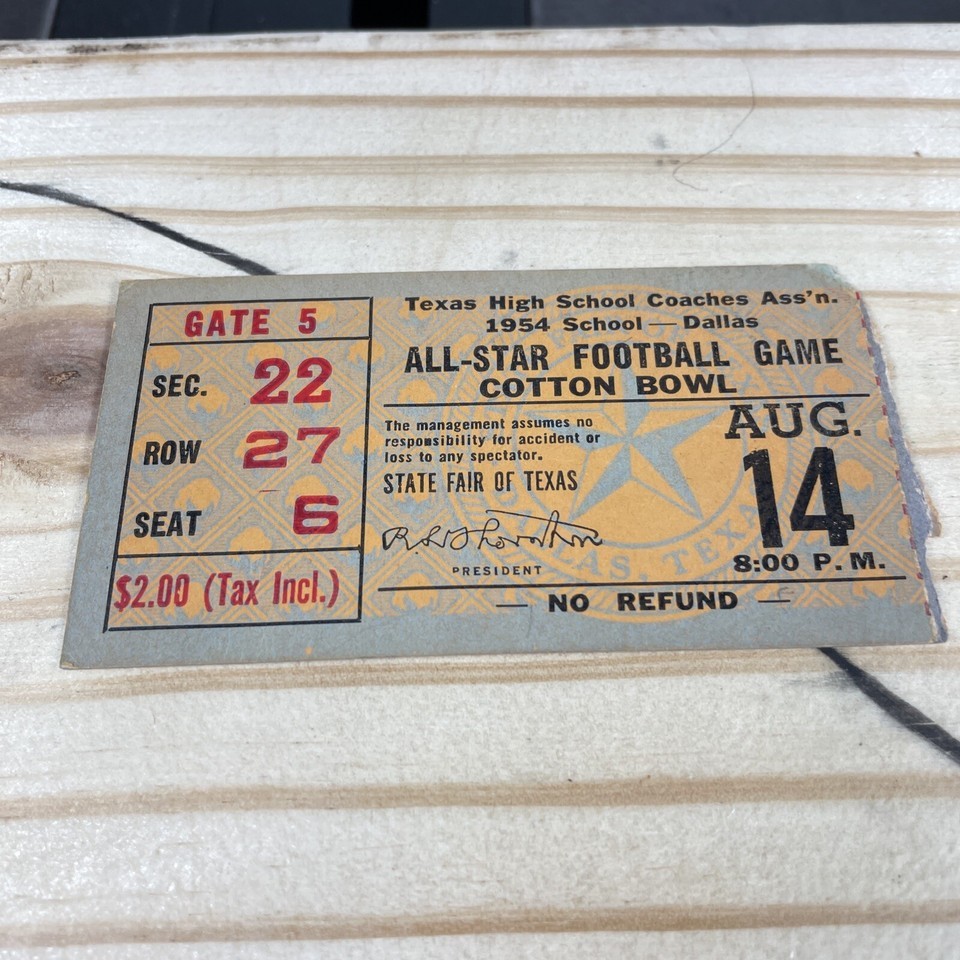 GATE 5
SEC. 22
ROW 27
SEAT 6
$2.00 (Tax Incl.)
Texas High School Coaches Ass'n.
1954 School — Dallas
ALL-STAR FOOTBALL GAME
COTTON BOWL
The management assumes no
responsibility for accident or
loss to any spectator.
STATE FAIR OF TEXAS
PRESIDENT
AUG.
14
8:00 P. M.
— NO REFUND —